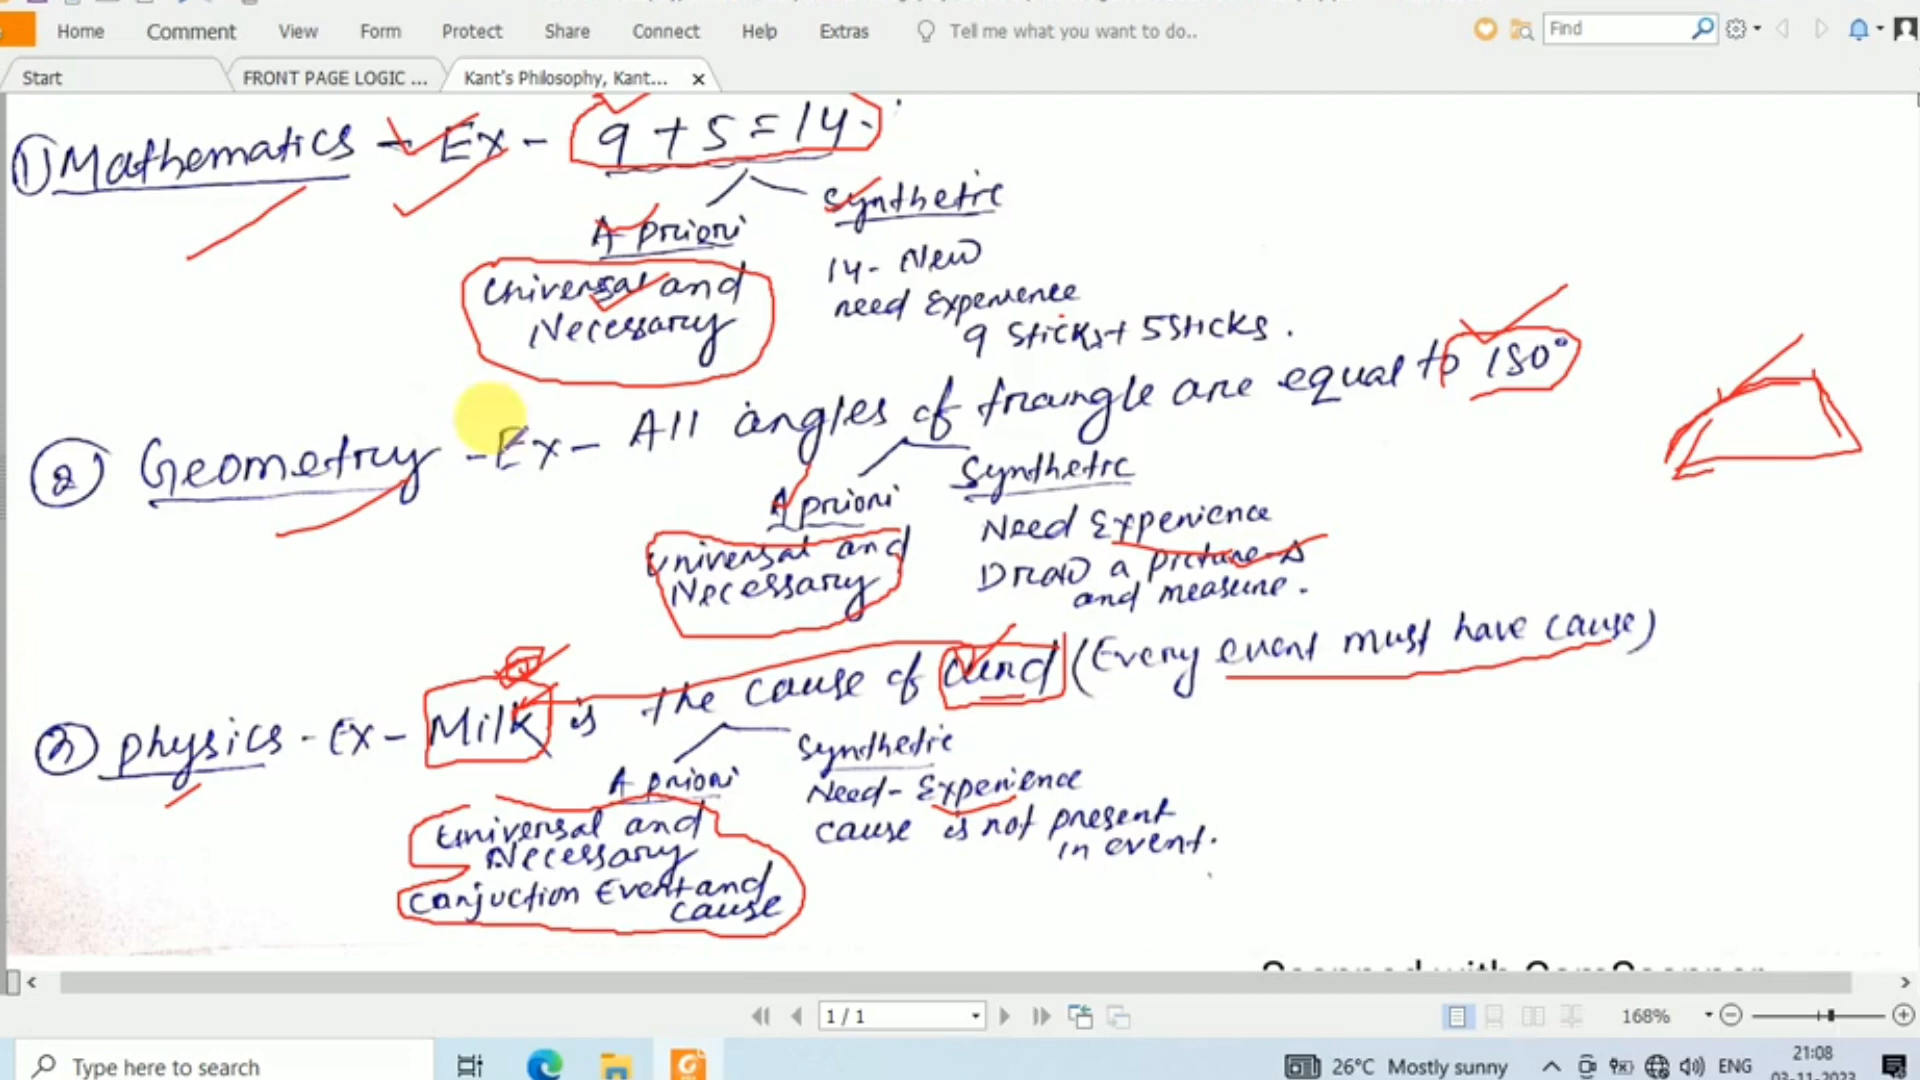 Home Comment View Form Protect Share Connect Help Extras Tell me what you want to do.. Find
Start FRONT PAGE LOGIC ... Kant's Philosophy, Kant... ×
1) Mathematics - Ex - 9 + 5 = 14.
A priori Synthetic
Universal and Necessary
14 - New
need Experience
9 Sticks + 5 Sticks.
2) Geometry - Ex - All angles of triangle are equal to 180°
A priori Synthetic
Universal and Necessary
Need Experience
Draw a picture - Δ
and measure.
3) Physics - Ex - Milk is the cause of Curd (Every event must have cause)
A priori Synthetic
Universal and Necessary
Conjuction Event and cause
Need - Experience
cause is not present
in event.
1 / 1 168%
Type here to search 26°C Mostly sunny ENG 21:08
03-11-2023